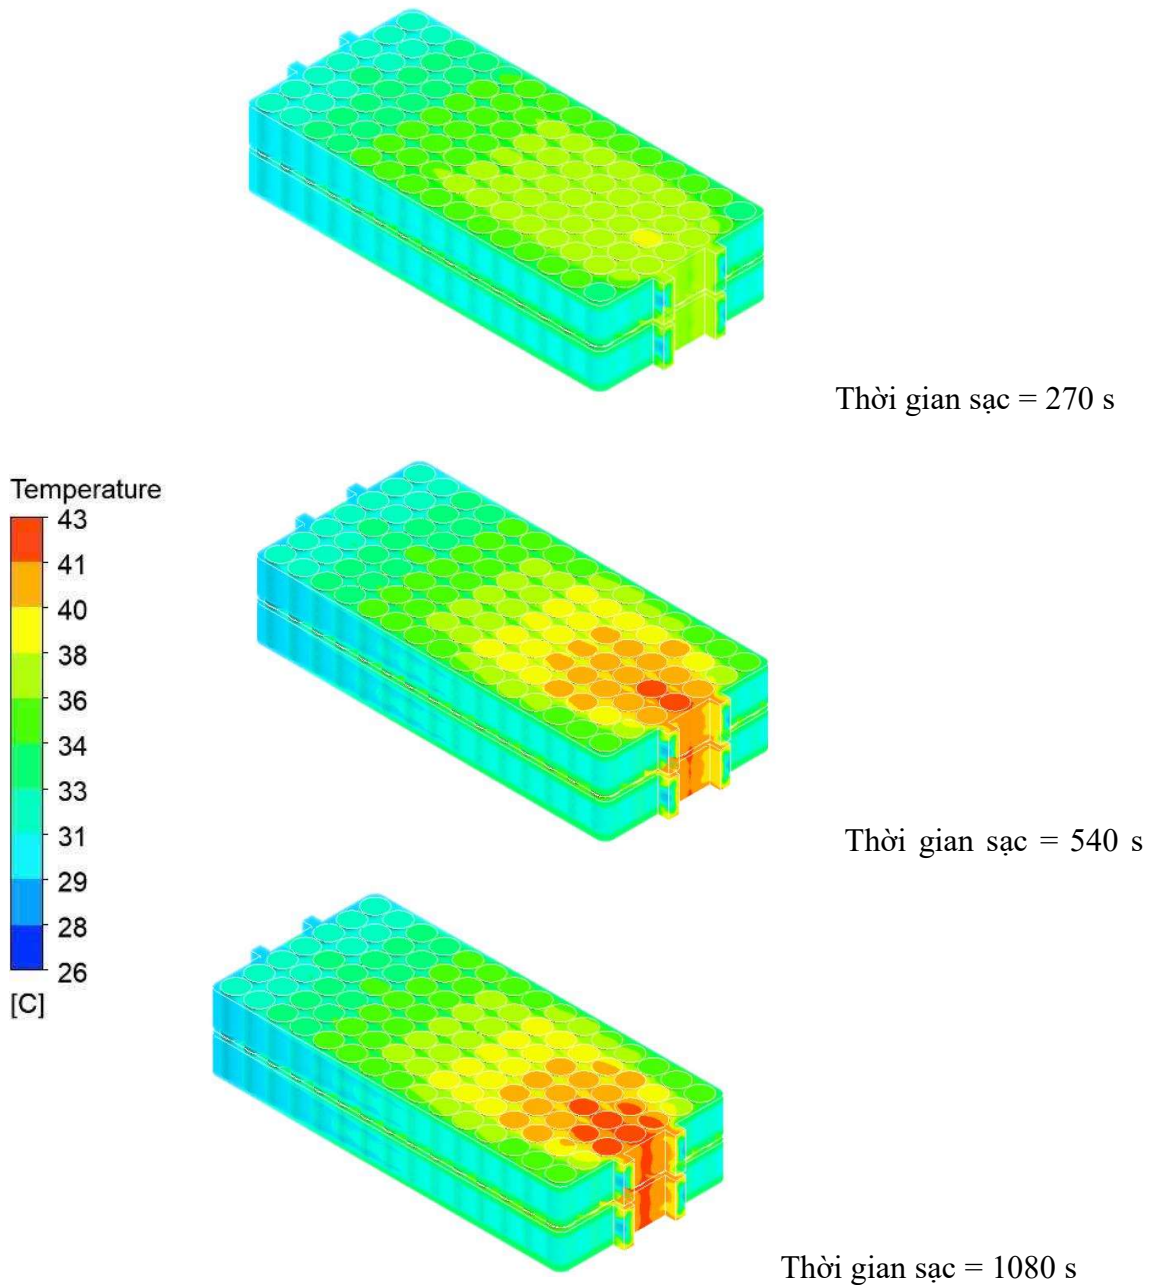 Thời gian sạc = 270 s
Temperature
43
41
40
38
36
34
33
31
29
28
26
[C]
Thời gian sạc = 540 s
Thời gian sạc = 1080 s